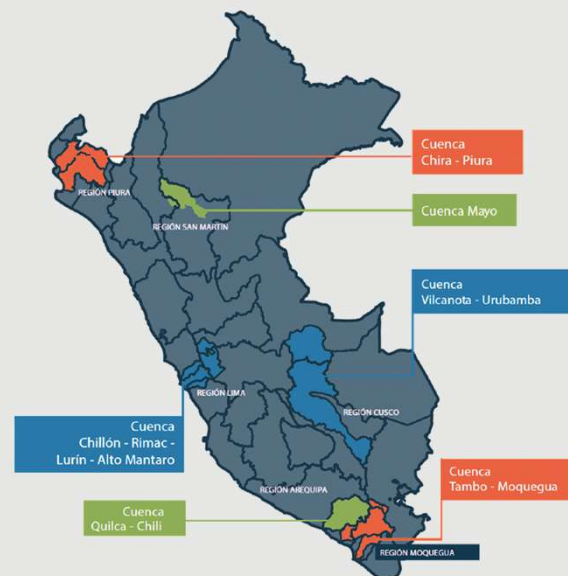 Cuenca
Chira - Piura
REGIÓN PIURA
Cuenca Mayo
REGIÓN SAN MARTIN
Cuenca
Vilcanota - Urubamba
REGIÓN LIMA
REGIÓN CUSCO
Cuenca
Chillón - Rimac -
Lurín - Alto Mantaro
Cuenca
Tambo - Moquegua
REGIÓN AREQUIPA
Cuenca
Quilca - Chili
REGIÓN MOQUEGUA